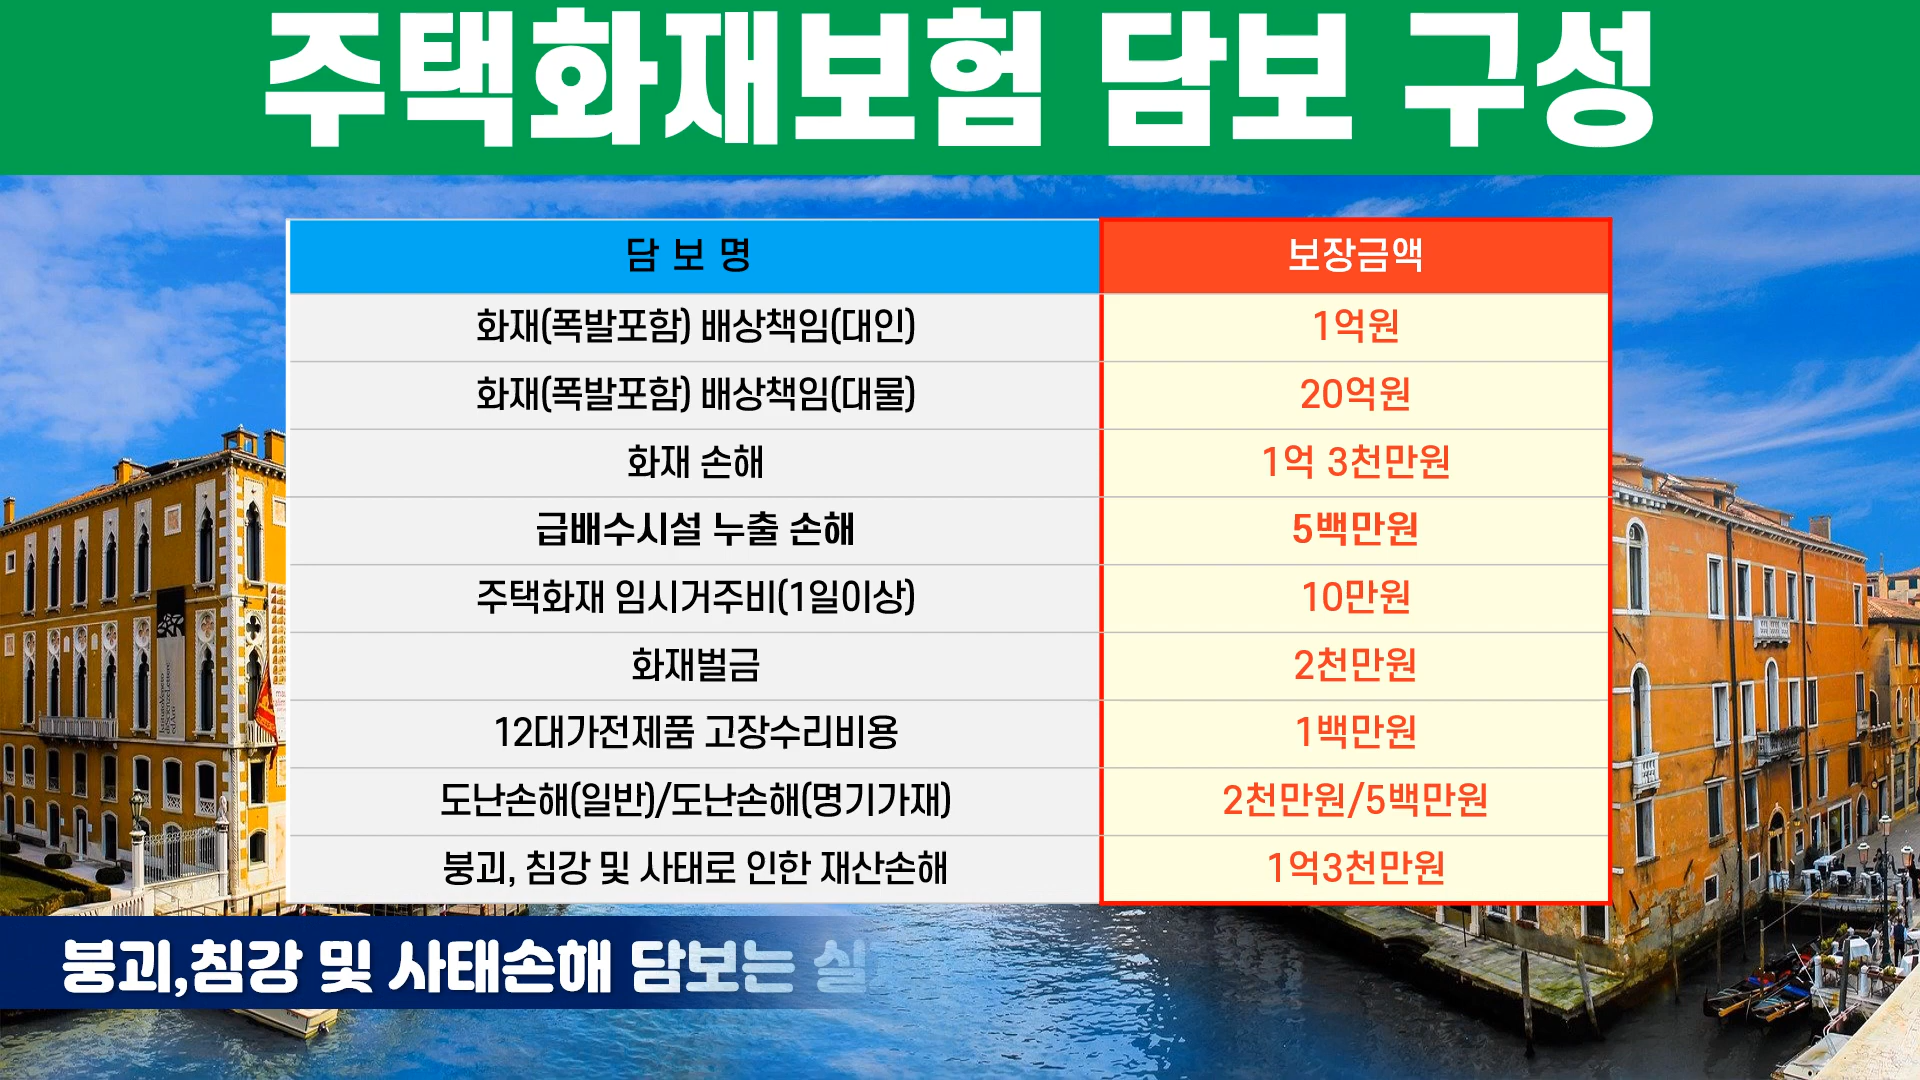 주택화재보험 담보 구성
담 보 명 보장금액
화재(폭발포함) 배상책임(대인) 1억원
화재(폭발포함) 배상책임(대물) 20억원
화재 손해 1억 3천만원
급배수시설 누출 손해 5백만원
주택화재 임시거주비(1일이상) 10만원
화재벌금 2천만원
12대가전제품 고장수리비용 1백만원
도난손해(일반)/도난손해(명기가재) 2천만원/5백만원
붕괴, 침강 및 사태로 인한 재산손해 1억3천만원
붕괴,침강 및 사태손해 담보는